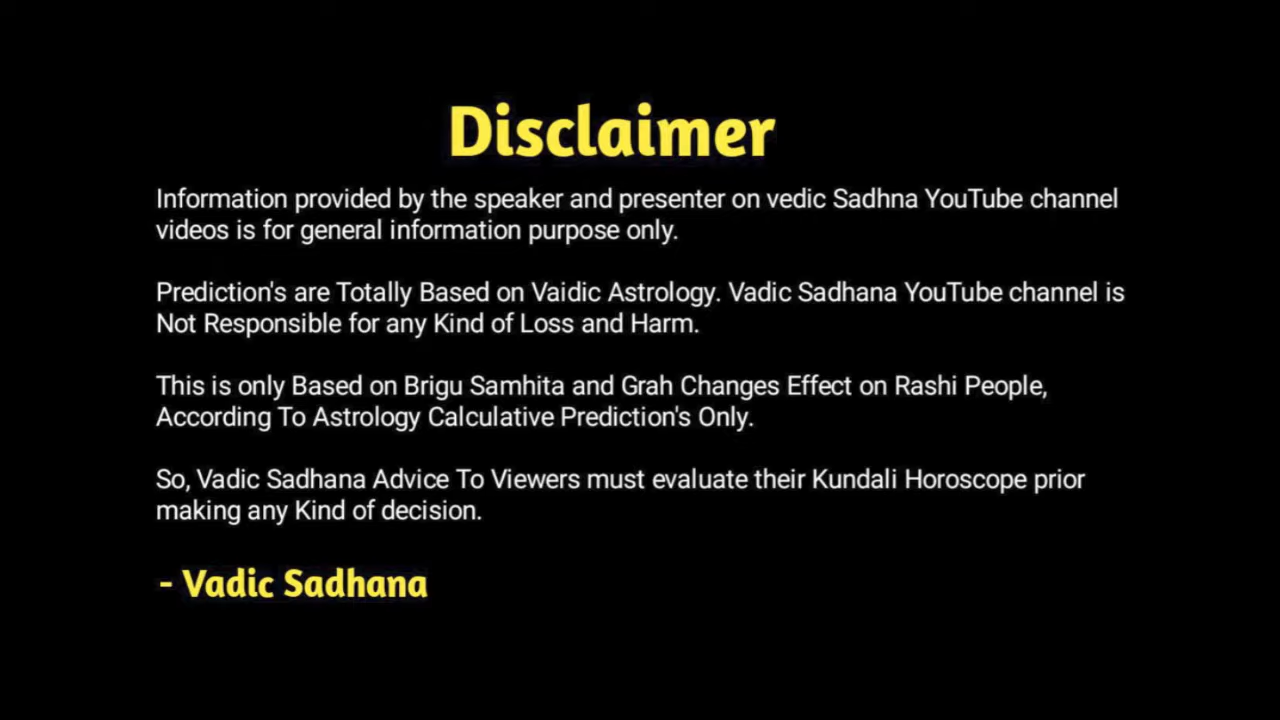 Disclaimer
Information provided by the speaker and presenter on vedic Sadhna YouTube channel
videos is for general information purpose only.
Prediction's are Totally Based on Vaidic Astrology. Vadic Sadhana YouTube channel is
Not Responsible for any Kind of Loss and Harm.
This is only Based on Brigu Samhita and Grah Changes Effect on Rashi People,
According To Astrology Calculative Prediction's Only.
So, Vadic Sadhana Advice To Viewers must evaluate their Kundali Horoscope prior
making any Kind of decision.
- Vadic Sadhana